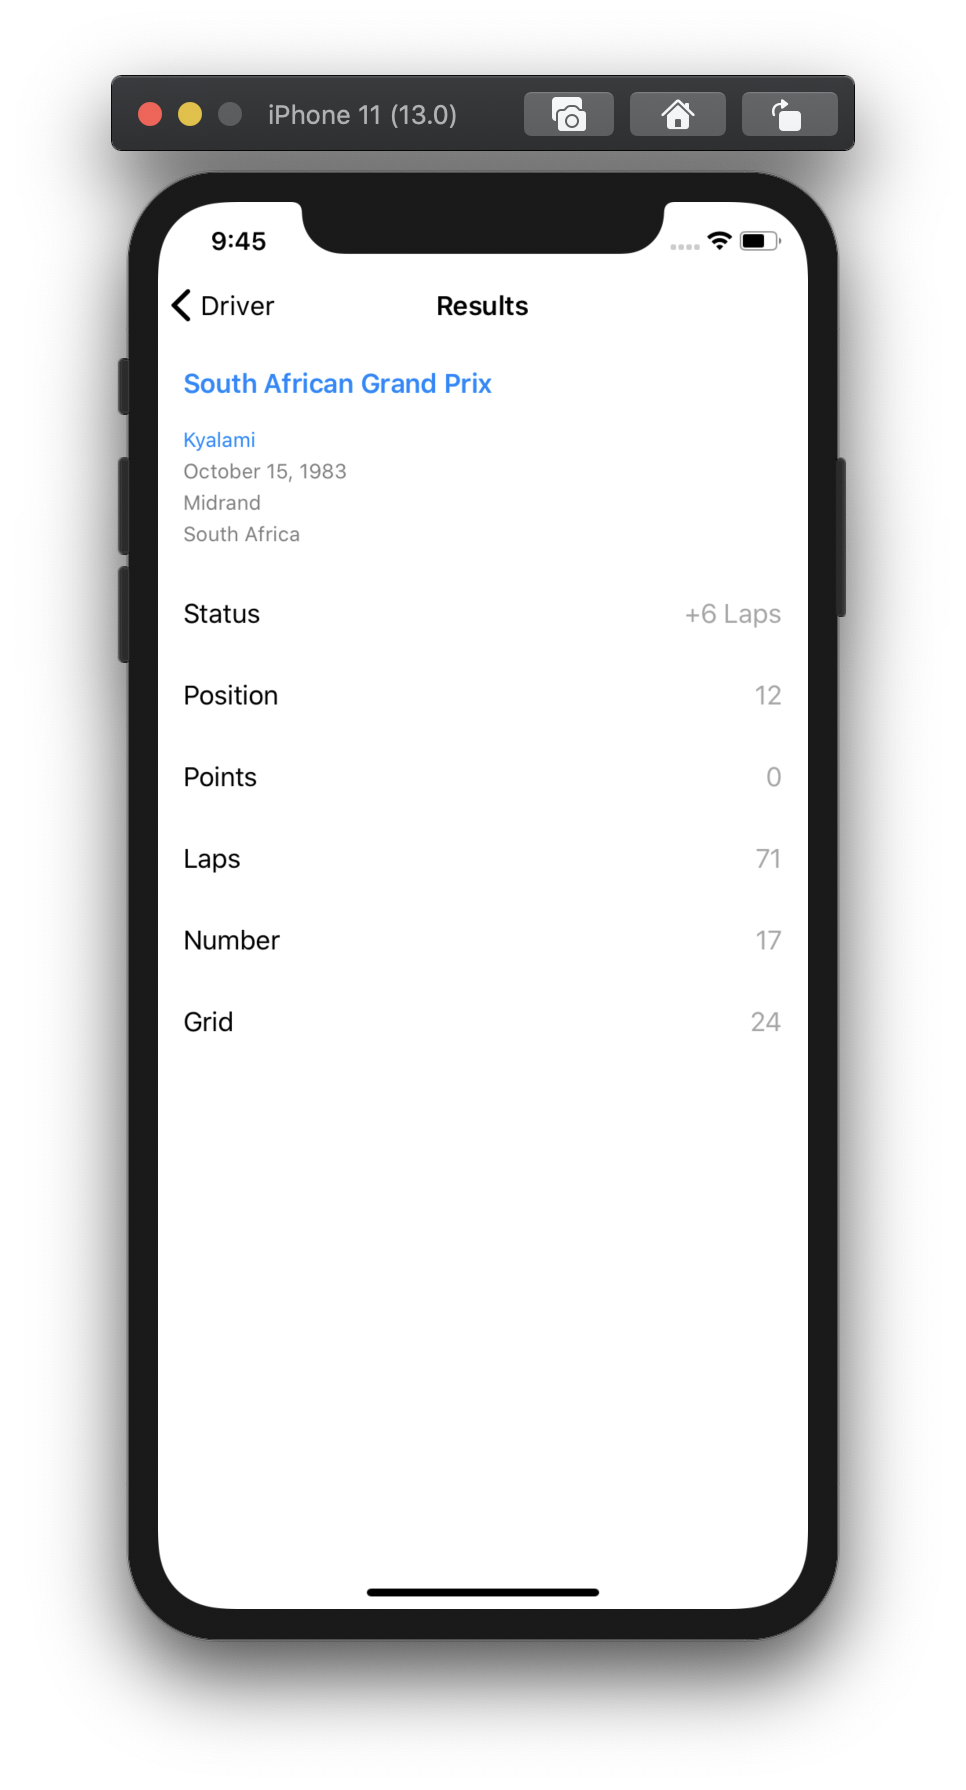 iPhone 11 (13.0)
9:45
Driver
Results
South African Grand Prix
Kyalami
October 15, 1983
Midrand
South Africa
Status +6 Laps
Position 12
Points 0
Laps 71
Number 17
Grid 24